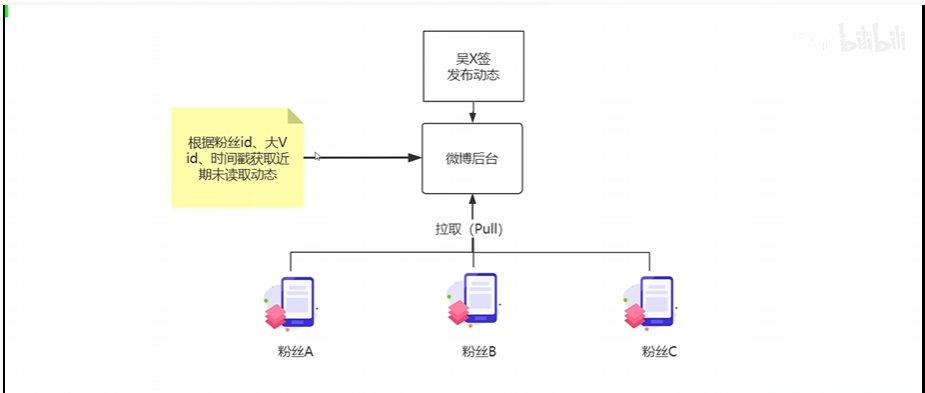 bilibili
吴X签
发布动态
根据粉丝id、大V
id、时间戳获取近
期未读取动态
微博后台
拉取（Pull）
粉丝A
粉丝B
粉丝C